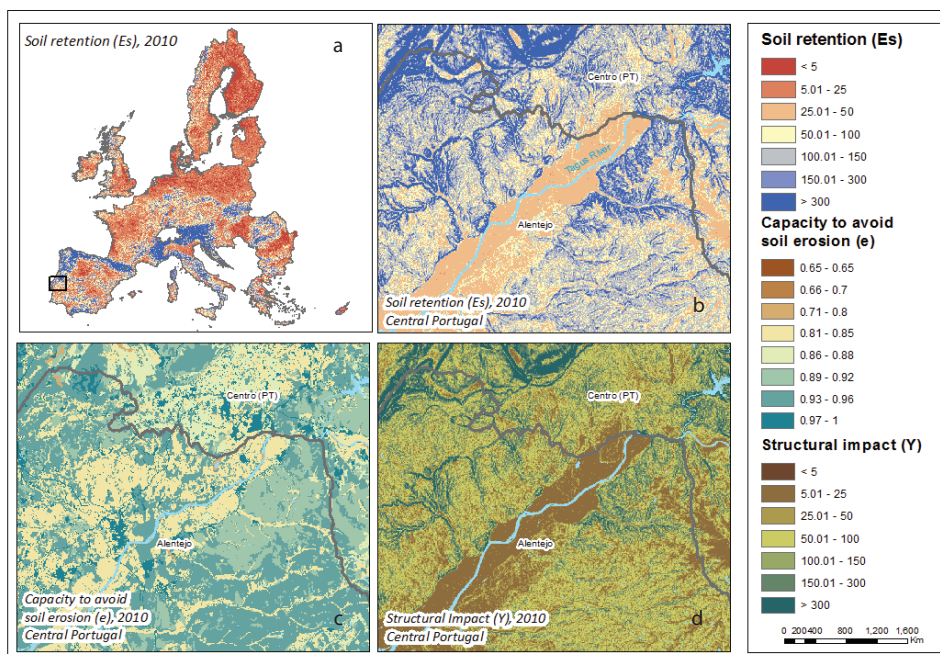 Soil retention (Es), 2010
a
Centro (PT)
Tagus River
Alentejo
Soil retention (Es), 2010
Central Portugal
b
Centro (PT)
Alentejo
Capacity to avoid
soil erosion (e), 2010
Central Portugal
c
Centro (PT)
Alentejo
Structural Impact (Y), 2010
Central Portugal
d
Soil retention (Es)
< 5
5.01 - 25
25.01 - 50
50.01 - 100
100.01 - 150
150.01 - 300
> 300
Capacity to avoid
soil erosion (e)
0.65 - 0.65
0.66 - 0.7
0.71 - 0.8
0.81 - 0.85
0.86 - 0.88
0.89 - 0.92
0.93 - 0.96
0.97 - 1
Structural impact (Y)
< 5
5.01 - 25
25.01 - 50
50.01 - 100
100.01 - 150
150.01 - 300
> 300
0 200400 800 1,200 1,600
Km